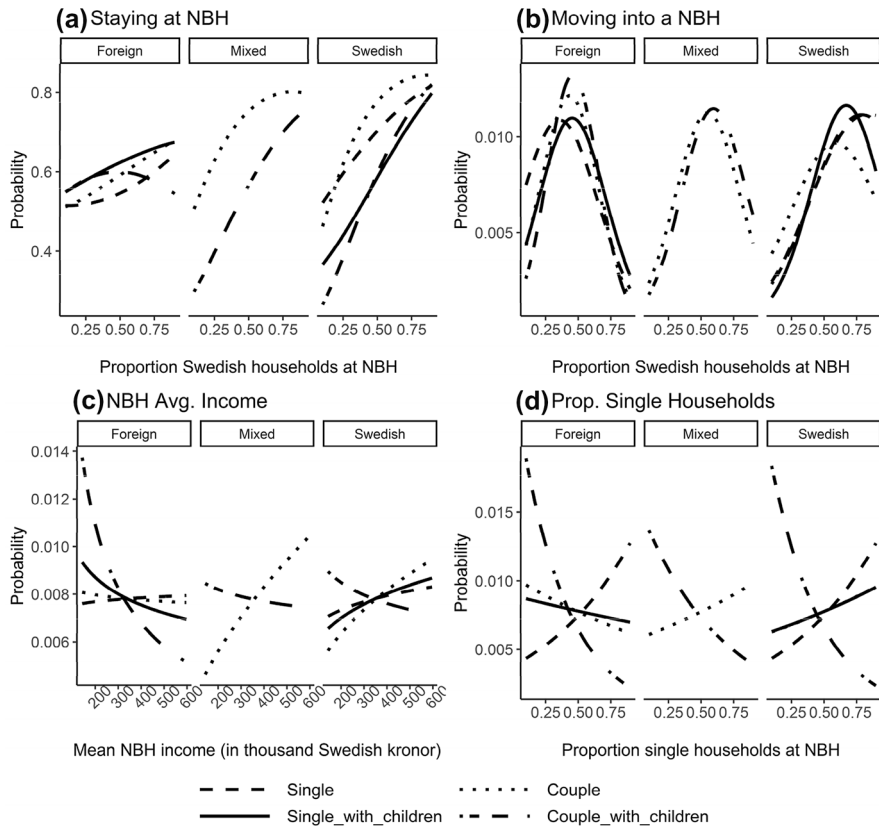 (a) Staying at NBH
(b) Moving into a NBH
Foreign Mixed Swedish
Foreign Mixed Swedish
Probability
0.8
0.6
0.4
0.25 0.50 0.75 0.25 0.50 0.75 0.25 0.50 0.75
Proportion Swedish households at NBH
Probability
0.010
0.005
0.25 0.50 0.75 0.25 0.50 0.75 0.25 0.50 0.75
Proportion Swedish households at NBH
(c) NBH Avg. Income
(d) Prop. Single Households
Foreign Mixed Swedish
Foreign Mixed Swedish
Probability
0.014
0.012
0.010
0.008
0.006
200 300 400 500 600 200 300 400 500 600 200 300 400 500 600
Mean NBH income (in thousand Swedish kronor)
Probability
0.015
0.010
0.005
0.25 0.50 0.75 0.25 0.50 0.75 0.25 0.50 0.75
Proportion single households at NBH
Single Couple
Single_with_children Couple_with_children